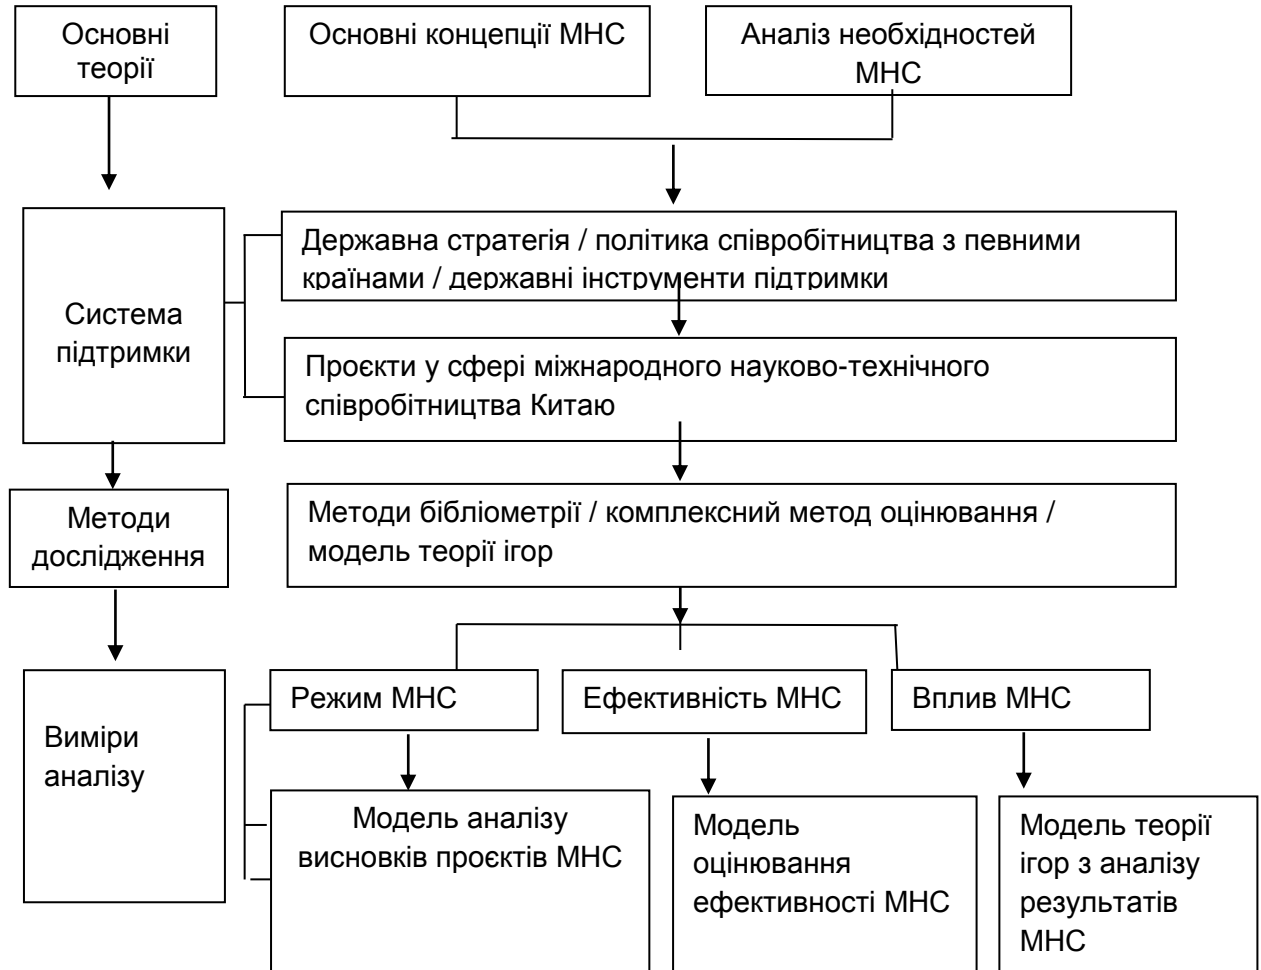 Основні
теорії
Основні концепції МНС
Аналіз необхідностей
МНС
Система
підтримки
Державна стратегія / політика співробітництва з певними
країнами / державні інструменти підтримки
Проєкти у сфері міжнародного науково-технічного
співробітництва Китаю
Методи
дослідження
Методи бібліометрії / комплексний метод оцінювання /
модель теорії ігор
Виміри
аналізу
Режим МНС
Ефективність МНС
Вплив МНС
Модель аналізу
висновків проєктів МНС
Модель
оцінювання
ефективності МНС
Модель теорії
ігор з аналізу
результатів
МНС